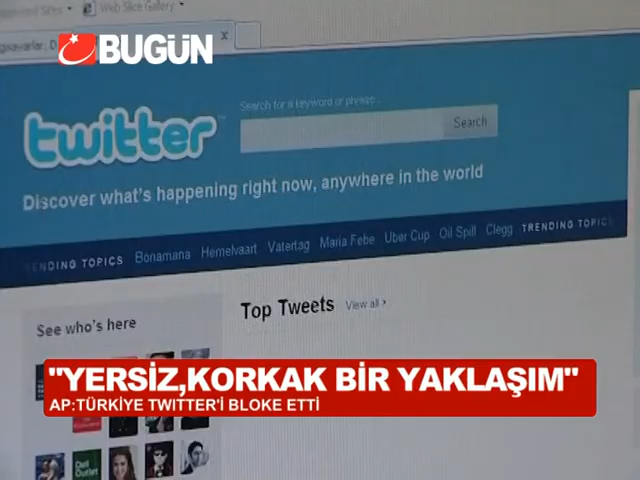 Web Slice Gallery
BUGÜN
Search for a keyword or phrase...
twitter
Search
Discover what's happening right now, anywhere in the world
TRENDING TOPICS Bonamana Hemelvaart Vatertag Maria Febe Uber Cup Oil Spill Clegg TRENDING TOPICS
Top Tweets View all ›
See who's here
"YERSİZ,KORKAK BİR YAKLAŞIM"
AP:TÜRKİYE TWITTER'İ BLOKE ETTİ
Dell
Outlet